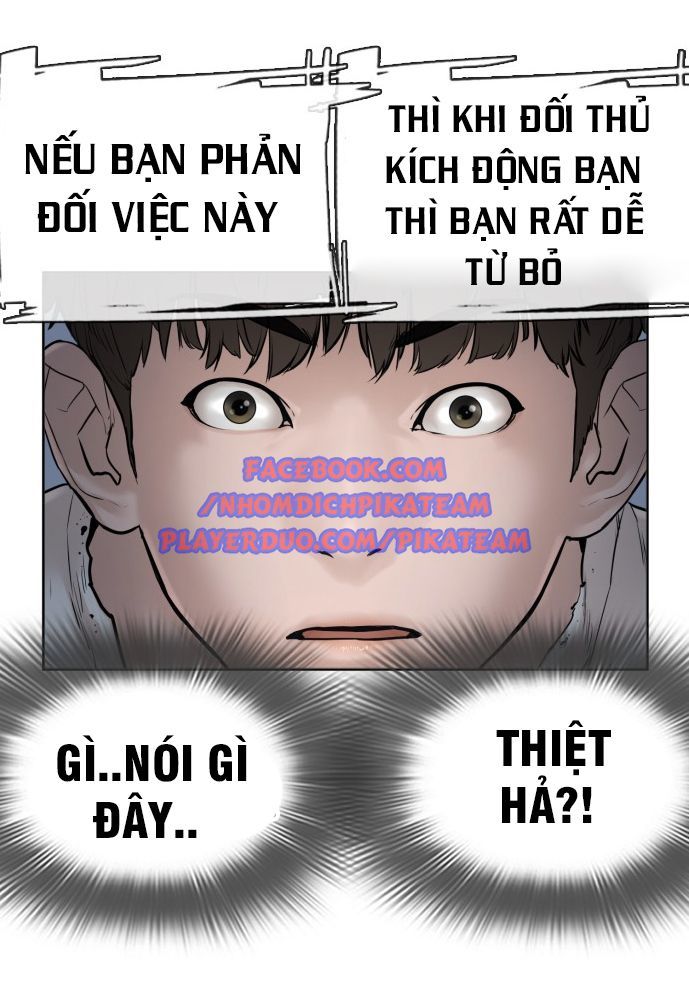 NẾU BẠN PHẢN
ĐỐI VIỆC NÀY
THÌ KHI ĐỐI THỦ
KÍCH ĐỘNG BẠN
THÌ BẠN RẤT DỄ
TỪ BỎ
FACEBOOK.COM
/NHOMDICHPIKATEAM
PLAYERDUO.COM/PIKATEAM
GÌ..NÓI GÌ
ĐÂY..
THIỆT
HẢ?!